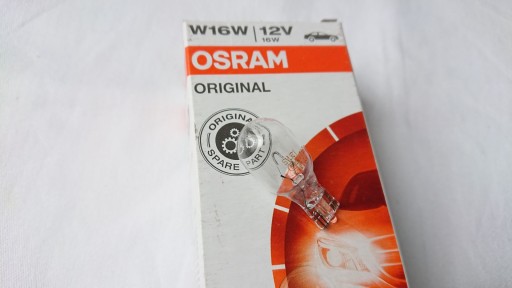 W16W 12V
16W
OSRAM
ORIGINAL
ORIGINAL
SPARE PART